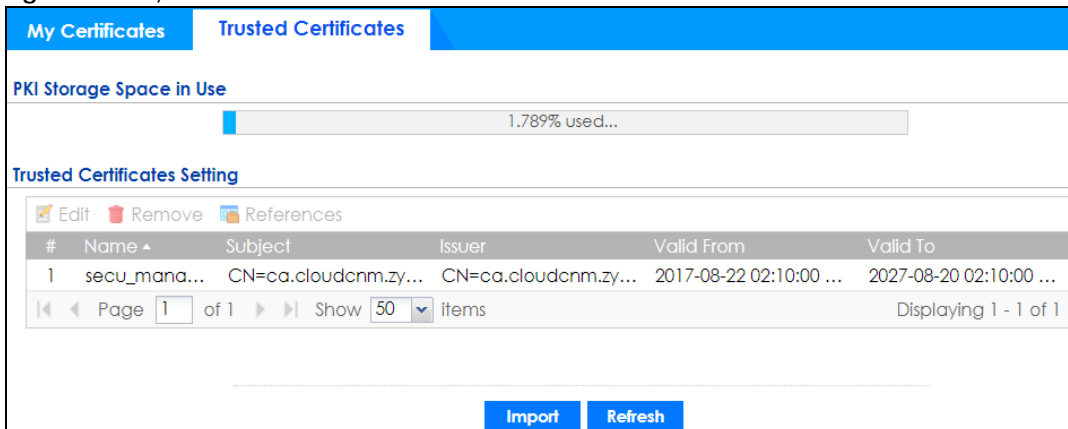 My Certificates Trusted Certificates
PKI Storage Space in Use
1.789% used...
Trusted Certificates Setting
Edit Remove References
# Name Subject Issuer Valid From Valid To
1 secu_mana... CN=ca.cloudcnm.zy... CN=ca.cloudcnm.zy... 2017-08-22 02:10:00 ... 2027-08-20 02:10:00 ...
Page 1 of 1 Show 50 items Displaying 1 - 1 of 1
Import Refresh